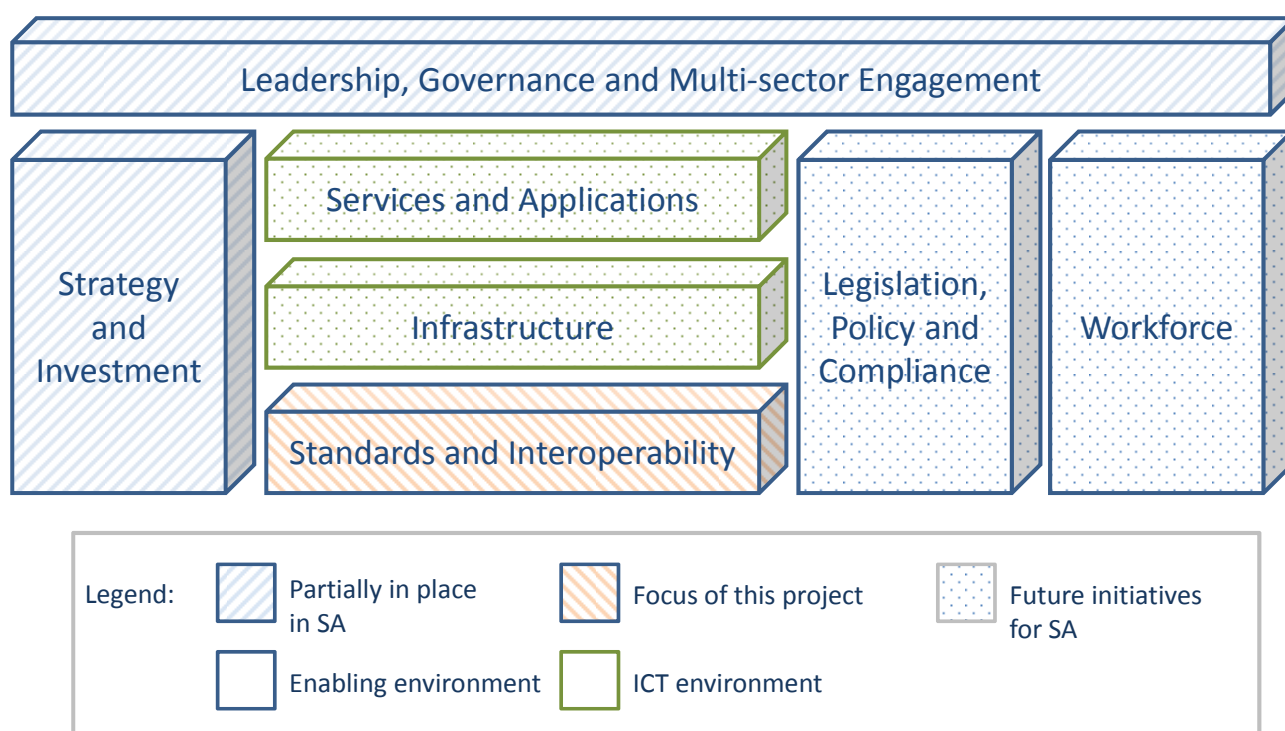 Leadership, Governance and Multi-sector Engagement
Strategy
and
Investment
Services and Applications
Infrastructure
Standards and Interoperability
Legislation,
Policy and
Compliance
Workforce
Legend:
Partially in place
in SA
Focus of this project
Future initiatives
for SA
Enabling environment
ICT environment